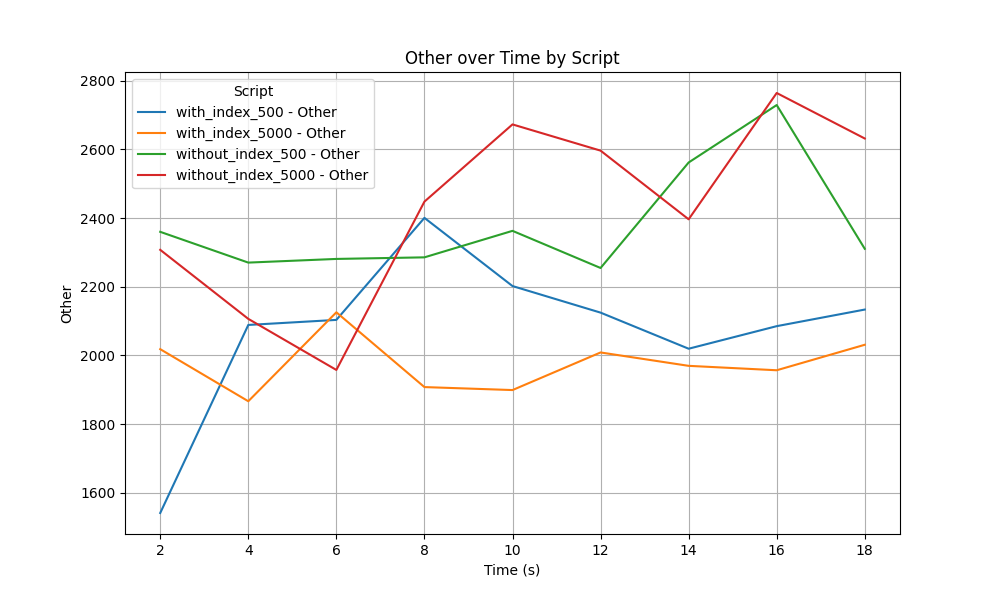 Other over Time by Script
Script
with_index_500 - Other
with_index_5000 - Other
without_index_500 - Other
without_index_5000 - Other
Other
2800
2600
2400
2200
2000
1800
1600
2 4 6 8 10 12 14 16 18
Time (s)